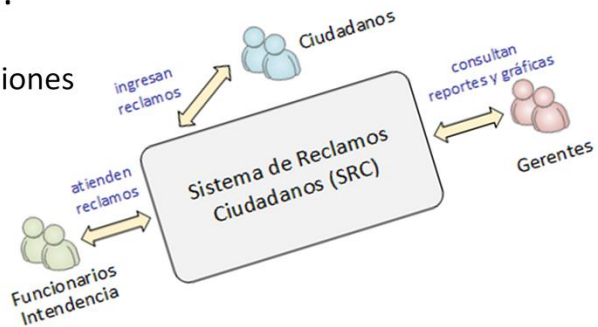 iones
Ciudadanos
ingresan
reclamos
consultan
reportes y gráficas
Gerentes
Sistema de Reclamos
Ciudadanos (SRC)
atienden
reclamos
Funcionarios
Intendencia